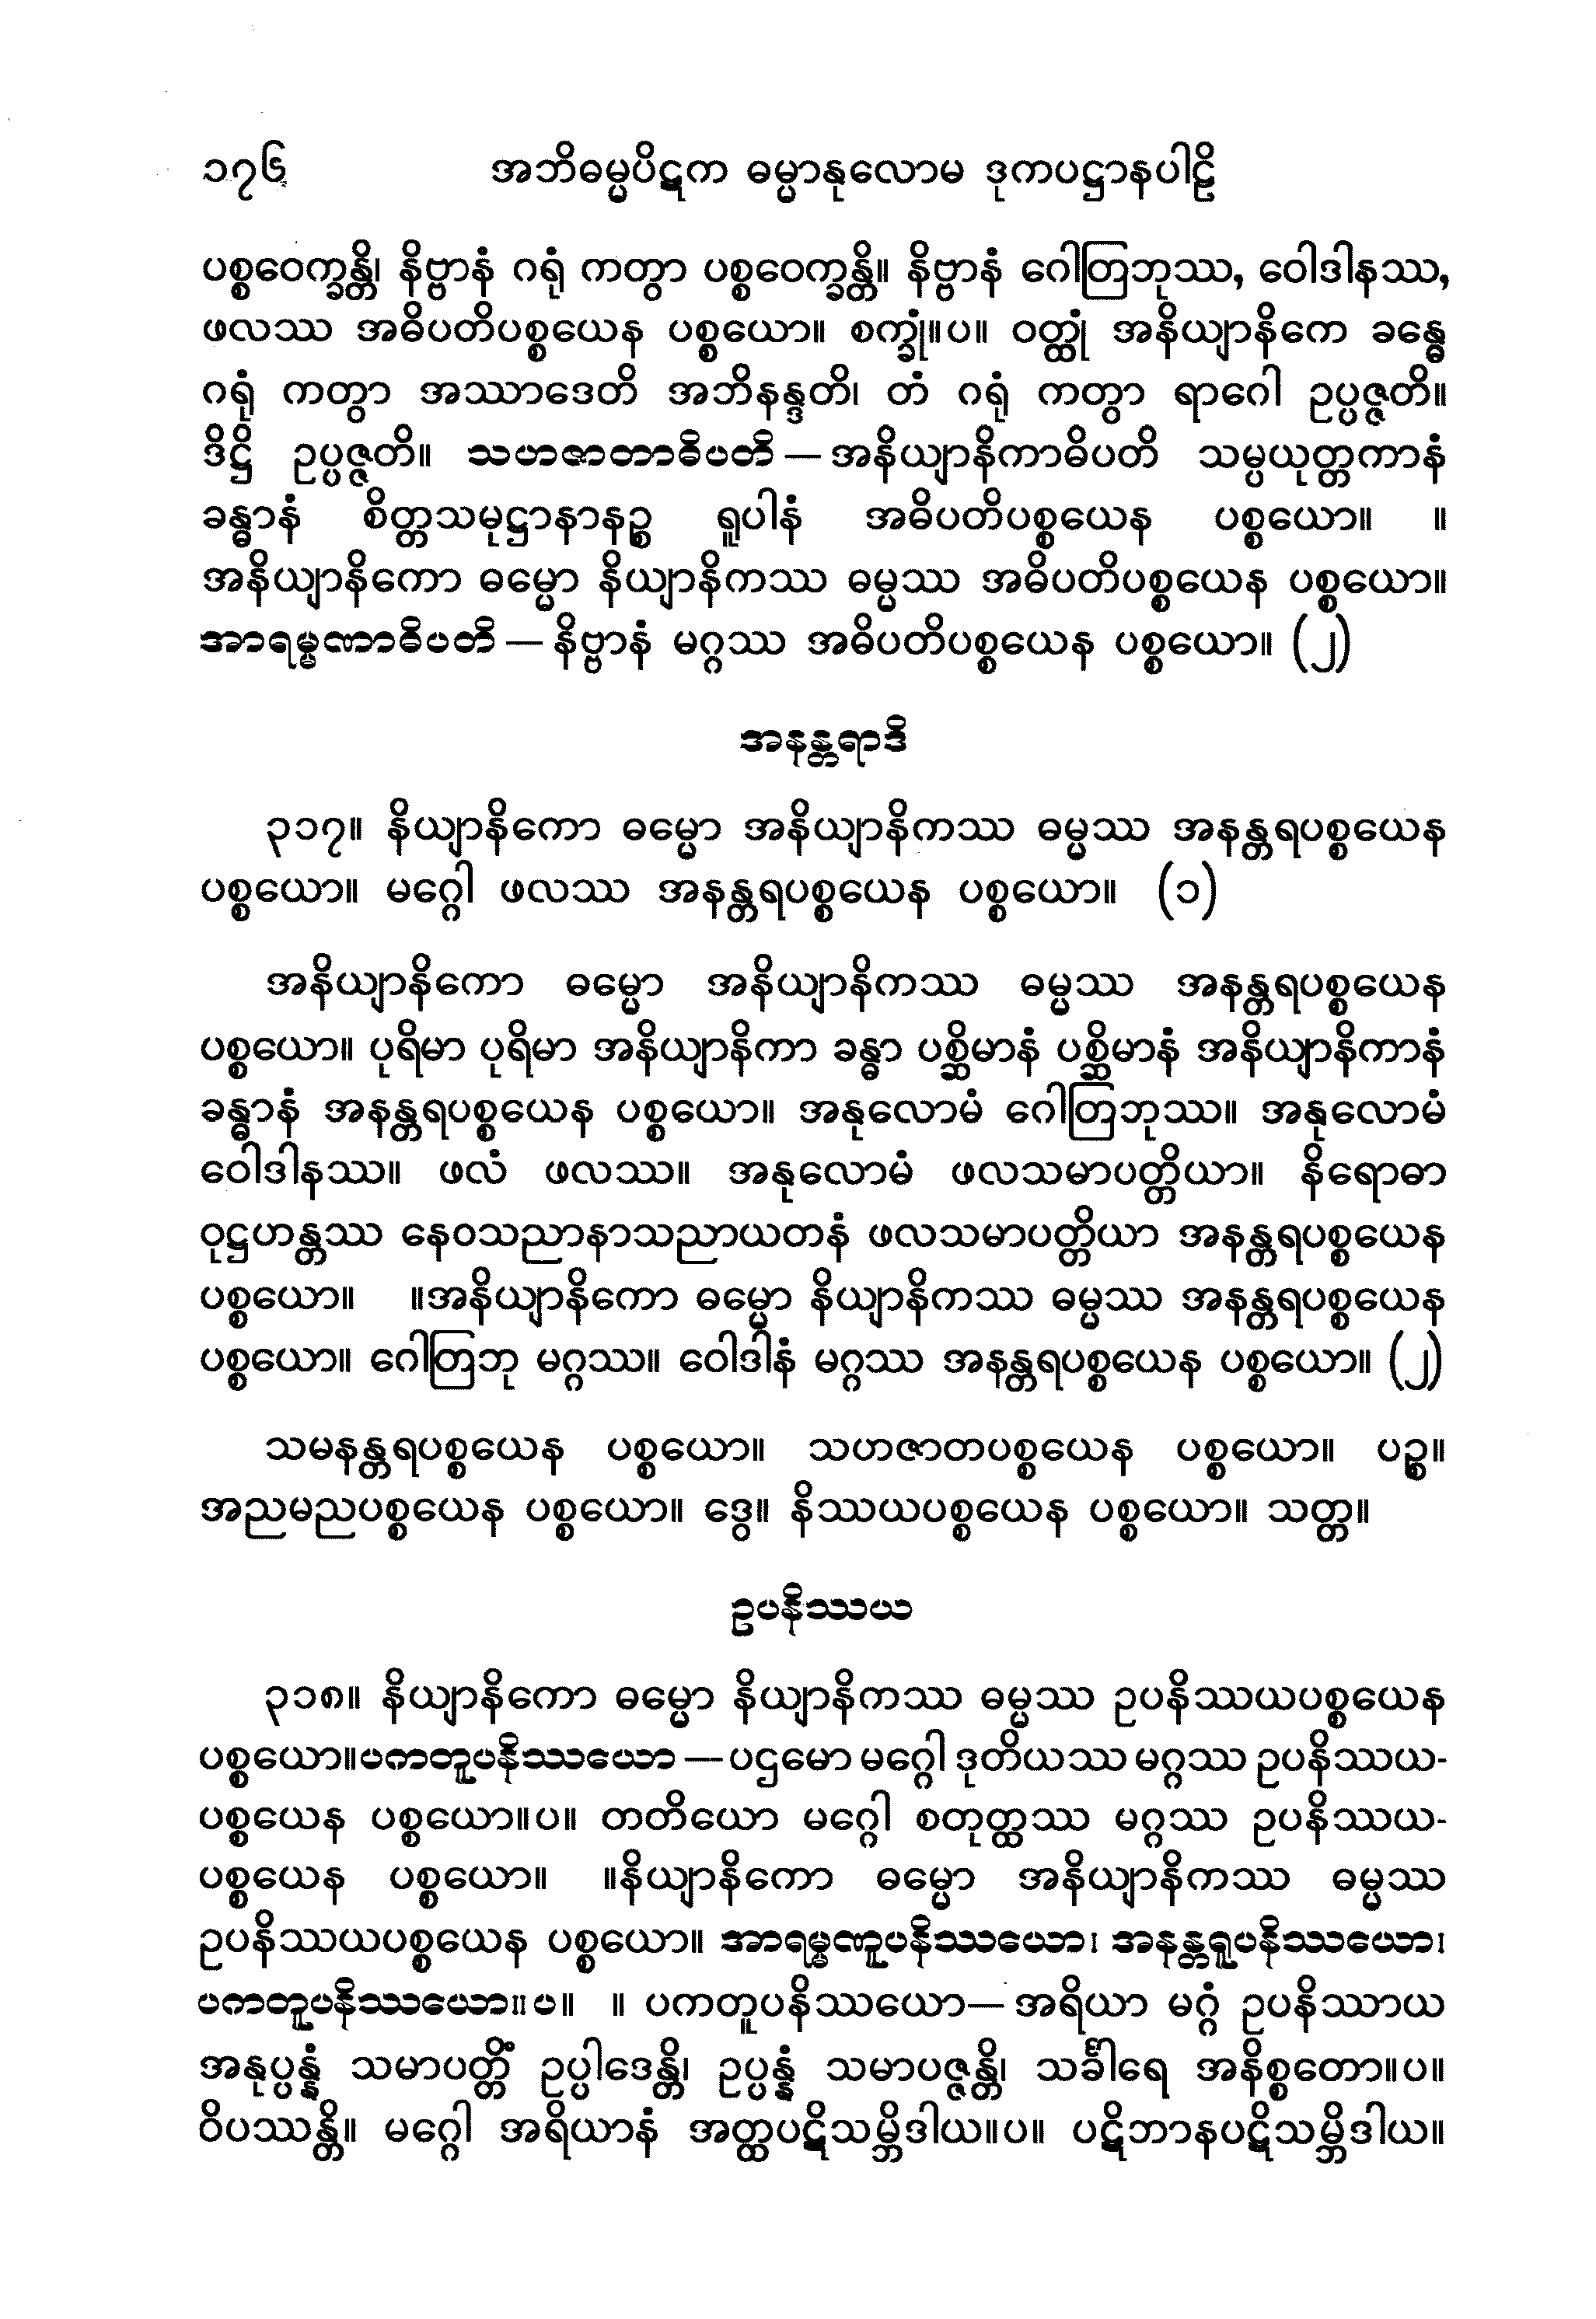 ၁၇၆ အဘိဓမ္မပိဋက ဓမ္မာနုလောမ ဒုကပဋ္ဌာနပါဠိ
ပစ္စဝေက္ခန္တိ၊ နိဗ္ဗာနံ ဂရုံ ကတွာ ပစ္စဝေက္ခန္တိ။ နိဗ္ဗာနံ ဂေါတြဘုဿ, ဝေါဒါနဿ,
ဖလဿ အဓိပတိပစ္စယေန ပစ္စယော။ စက္ခုံ။ပ။ ဝတ္ထုံ အနိယျာနိကေ ခန္ဓေ
ဂရုံ ကတွာ အဿာဒေတိ အဘိနန္ဒတိ၊ တံ ဂရုံ ကတွာ ရာဂေါ ဥပ္ပဇ္ဇတိ။
ဒိဋ္ဌိ ဥပ္ပဇ္ဇတိ။ သဟဇာတာဓိပတိ — အနိယျာနိကာဓိပတိ သမ္ပယုတ္တကာနံ
ခန္ဓာနံ စိတ္တသမုဋ္ဌာနာနဉ္စ ရူပါနံ အဓိပတိပစ္စယေန ပစ္စယော။ ။
အနိယျာနိကော ဓမ္မော နိယျာနိကဿ ဓမ္မဿ အဓိပတိပစ္စယေန ပစ္စယော။
အာရမ္မဏာဓိပတိ — နိဗ္ဗာနံ မဂ္ဂဿ အဓိပတိပစ္စယေန ပစ္စယော။ (၂)
အနန္တရာဒိ
၃၁၇။ နိယျာနိကော ဓမ္မော အနိယျာနိကဿ ဓမ္မဿ အနန္တရပစ္စယေန
ပစ္စယော။ မဂ္ဂေါ ဖလဿ အနန္တရပစ္စယေန ပစ္စယော။ (၁)
အနိယျာနိကော ဓမ္မော အနိယျာနိကဿ ဓမ္မဿ အနန္တရပစ္စယေန
ပစ္စယော။ ပုရိမာ ပုရိမာ အနိယျာနိကာ ခန္ဓာ ပစ္ဆိမာနံ ပစ္ဆိမာနံ အနိယျာနိကာနံ
ခန္ဓာနံ အနန္တရပစ္စယေန ပစ္စယော။ အနုလောမံ ဂေါတြဘုဿ။ အနုလောမံ
ဝေါဒါနဿ။ ဖလံ ဖလဿ။ အနုလောမံ ဖလသမာပတ္တိယာ။ နိရောဓာ
ဝုဋ္ဌဟန္တဿ နေဝသညာနာသညာယတနံ ဖလသမာပတ္တိယာ အနန္တရပစ္စယေန
ပစ္စယော။ ။အနိယျာနိကော ဓမ္မော နိယျာနိကဿ ဓမ္မဿ အနန္တရပစ္စယေန
ပစ္စယော။ ဂေါတြဘု မဂ္ဂဿ။ ဝေါဒါနံ မဂ္ဂဿ အနန္တရပစ္စယေန ပစ္စယော။ (၂)
သမနန္တရပစ္စယေန ပစ္စယော။ သဟဇာတပစ္စယေန ပစ္စယော။ ပဉ္စ။
အညမညပစ္စယေန ပစ္စယော။ ဒွေ။ နိဿယပစ္စယေန ပစ္စယော။ သတ္တ။
ဥပနိဿယ
၃၁၈။ နိယျာနိကော ဓမ္မော နိယျာနိကဿ ဓမ္မဿ ဥပနိဿယပစ္စယေန
ပစ္စယော။ပကတူပနိဿယော — ပဌမော မဂ္ဂေါ ဒုတိယဿ မဂ္ဂဿ ဥပနိဿယ-
ပစ္စယေန ပစ္စယော။ပ။ တတိယော မဂ္ဂေါ စတုတ္ထဿ မဂ္ဂဿ ဥပနိဿယ-
ပစ္စယေန ပစ္စယော။ ။နိယျာနိကော ဓမ္မော အနိယျာနိကဿ ဓမ္မဿ
ဥပနိဿယပစ္စယေန ပစ္စယော။ အာရမ္မဏူပနိဿယော၊ အနန္တရူပနိဿယော၊
ပကတူပနိဿယော။ပ။ ။ ပကတူပနိဿယော— အရိယာ မဂ္ဂံ ဥပနိဿာယ
အနုပ္ပန္နံ သမာပတ္တိံ ဥပ္ပါဒေန္တိ၊ ဥပ္ပန္နံ သမာပဇ္ဇန္တိ၊ သင်္ခါရေ အနိစ္စတော။ပ။
ဝိပဿန္တိ။ မဂ္ဂေါ အရိယာနံ အတ္ထပဋိသမ္ဘိဒါယ။ပ။ ပဋိဘာနပဋိသမ္ဘိဒါယ။